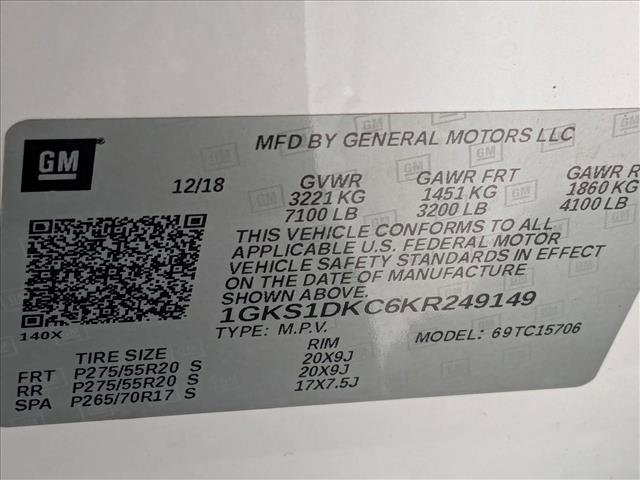 GM
MFD BY GENERAL MOTORS LLC
12/18 GVWR GAWR FRT GAWR R
3221 KG 1451 KG 1860 KG
7100 LB 3200 LB 4100 LB
THIS VEHICLE CONFORMS TO ALL
APPLICABLE U.S. FEDERAL MOTOR
VEHICLE SAFETY STANDARDS IN EFFECT
ON THE DATE OF MANUFACTURE
SHOWN ABOVE.
1GKS1DKC6KR249149
140X
TYPE: M.P.V. MODEL: 69TC15706
TIRE SIZE RIM
FRT P275/55R20 S 20X9J
RR P275/55R20 S 20X9J
SPA P265/70R17 S 17X7.5J